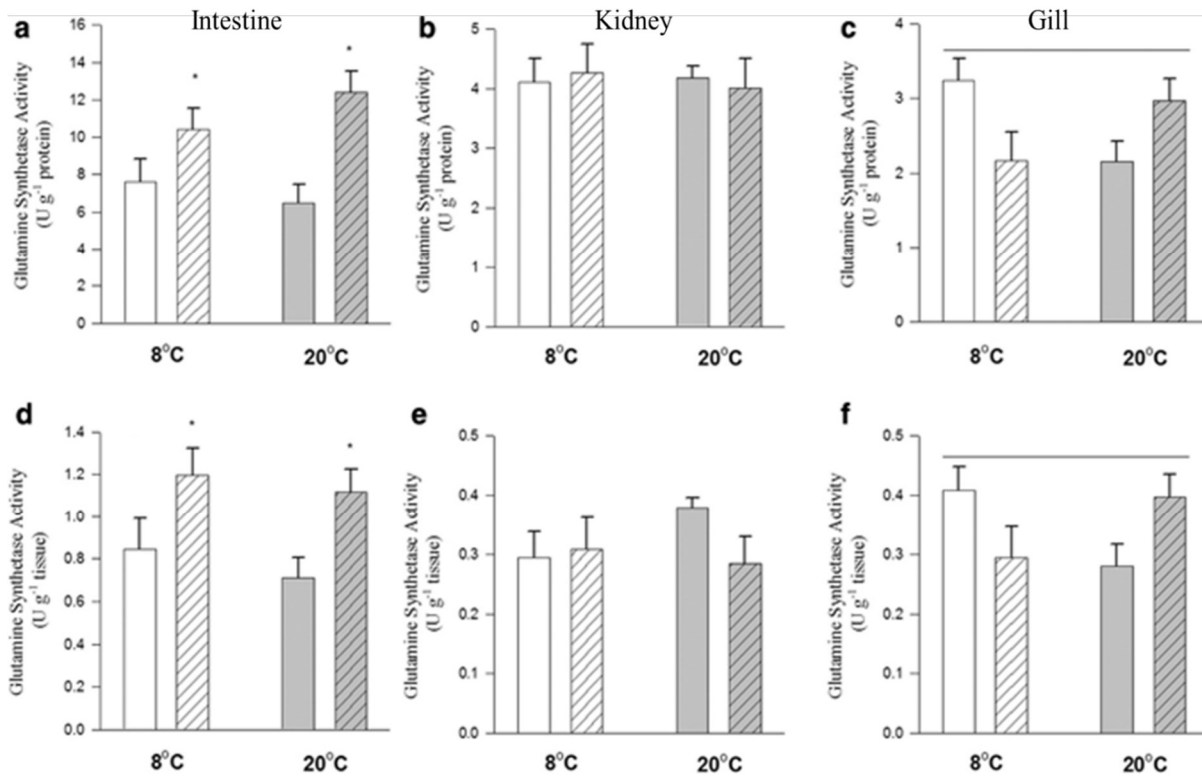 a Intestine
Glutamine Synthetase Activity
(U g⁻¹ protein)
16
14
12
10
8
6
4
2
0
*
*
8°C 20°C
b Kidney
Glutamine Synthetase Activity
(U g⁻¹ protein)
5
4
3
2
1
0
8°C 20°C
c Gill
Glutamine Synthetase Activity
(U g⁻¹ protein)
4
3
2
1
0
8°C 20°C
d
Glutamine Synthetase Activity
(U g⁻¹ tissue)
1.4
1.2
1.0
0.8
0.6
0.4
0.2
0.0
*
*
8°C 20°C
e
Glutamine Synthetase Activity
(U g⁻¹ tissue)
0.5
0.4
0.3
0.2
0.1
0.0
8°C 20°C
f
Glutamine Synthetase Activity
(U g⁻¹ tissue)
0.5
0.4
0.3
0.2
0.1
0.0
8°C 20°C